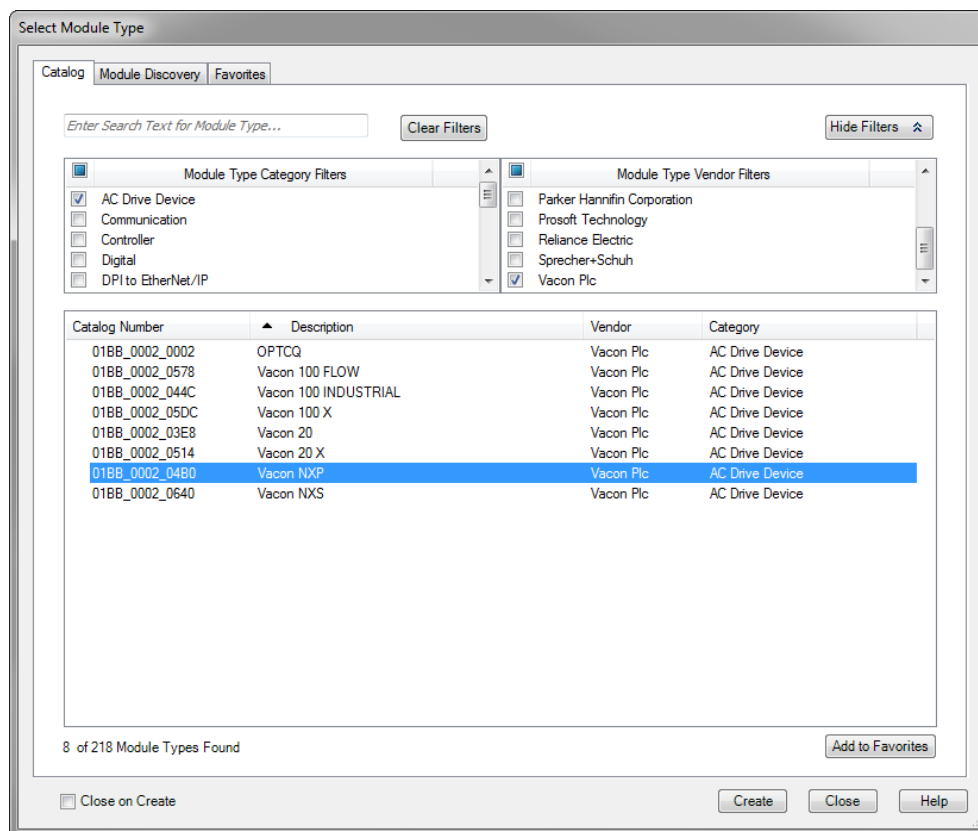 Select Module Type
Catalog Module Discovery Favorites
Enter Search Text for Module Type... Clear Filters Hide Filters
Module Type Category Filters Module Type Vendor Filters
AC Drive Device Parker Hannifin Corporation
Communication Prosoft Technology
Controller Reliance Electric
Digital Sprecher+Schuh
DPI to EtherNet/IP Vacon Plc
Catalog Number Description Vendor Category
01BB_0002_0002 OPTCQ Vacon Plc AC Drive Device
01BB_0002_0578 Vacon 100 FLOW Vacon Plc AC Drive Device
01BB_0002_044C Vacon 100 INDUSTRIAL Vacon Plc AC Drive Device
01BB_0002_05DC Vacon 100 X Vacon Plc AC Drive Device
01BB_0002_03E8 Vacon 20 Vacon Plc AC Drive Device
01BB_0002_0514 Vacon 20 X Vacon Plc AC Drive Device
01BB_0002_04B0 Vacon NXP Vacon Plc AC Drive Device
01BB_0002_0640 Vacon NXS Vacon Plc AC Drive Device
8 of 218 Module Types Found Add to Favorites
Close on Create Create Close Help